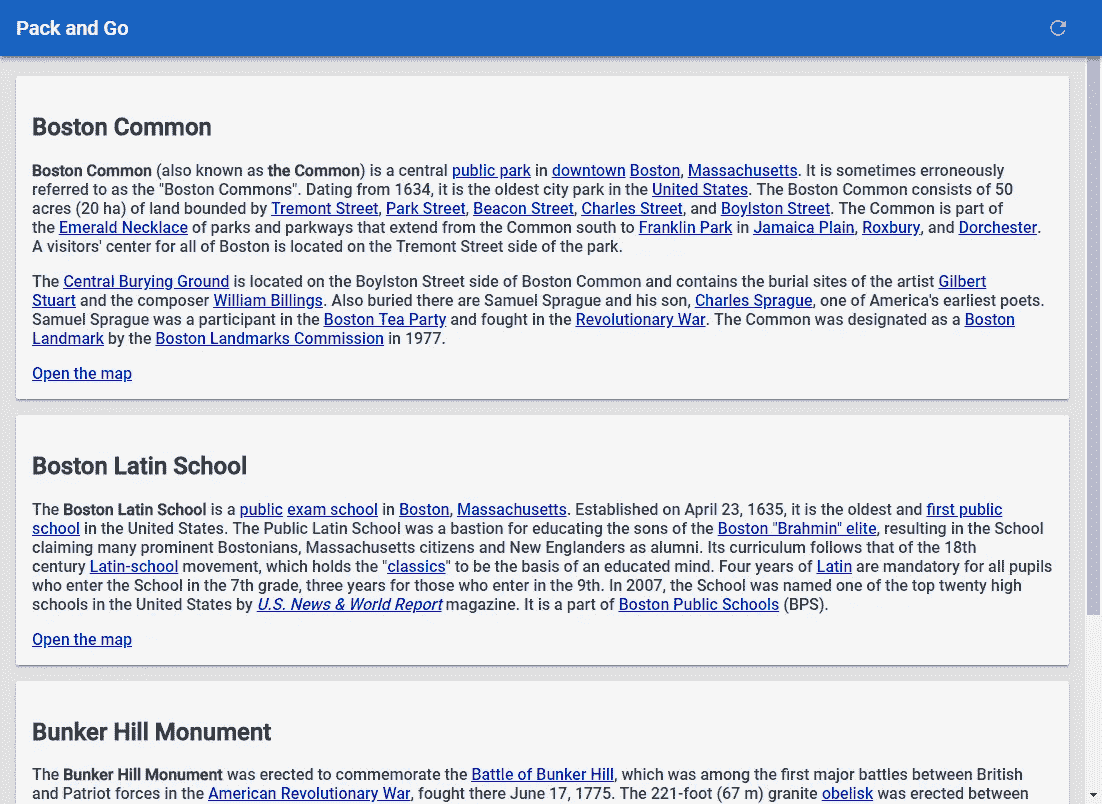 Pack and Go
Boston Common
Boston Common (also known as the Common) is a central public park in downtown Boston, Massachusetts. It is sometimes erroneously
referred to as the "Boston Commons". Dating from 1634, it is the oldest city park in the United States. The Boston Common consists of 50
acres (20 ha) of land bounded by Tremont Street, Park Street, Beacon Street, Charles Street, and Boylston Street. The Common is part of
the Emerald Necklace of parks and parkways that extend from the Common south to Franklin Park in Jamaica Plain, Roxbury, and Dorchester.
A visitors' center for all of Boston is located on the Tremont Street side of the park.
The Central Burying Ground is located on the Boylston Street side of Boston Common and contains the burial sites of the artist Gilbert
Stuart and the composer William Billings. Also buried there are Samuel Sprague and his son, Charles Sprague, one of America's earliest poets.
Samuel Sprague was a participant in the Boston Tea Party and fought in the Revolutionary War. The Common was designated as a Boston
Landmark by the Boston Landmarks Commission in 1977.
Open the map
Boston Latin School
The Boston Latin School is a public exam school in Boston, Massachusetts. Established on April 23, 1635, it is the oldest and first public
school in the United States. The Public Latin School was a bastion for educating the sons of the Boston "Brahmin" elite, resulting in the School
claiming many prominent Bostonians, Massachusetts citizens and New Englanders as alumni. Its curriculum follows that of the 18th
century Latin-school movement, which holds the "classics" to be the basis of an educated mind. Four years of Latin are mandatory for all pupils
who enter the School in the 7th grade, three years for those who enter in the 9th. In 2007, the School was named one of the top twenty high
schools in the United States by U.S. News & World Report magazine. It is a part of Boston Public Schools (BPS).
Open the map
Bunker Hill Monument
The Bunker Hill Monument was erected to commemorate the Battle of Bunker Hill, which was among the first major battles between British
and Patriot forces in the American Revolutionary War, fought there June 17, 1775. The 221-foot (67 m) granite obelisk was erected between